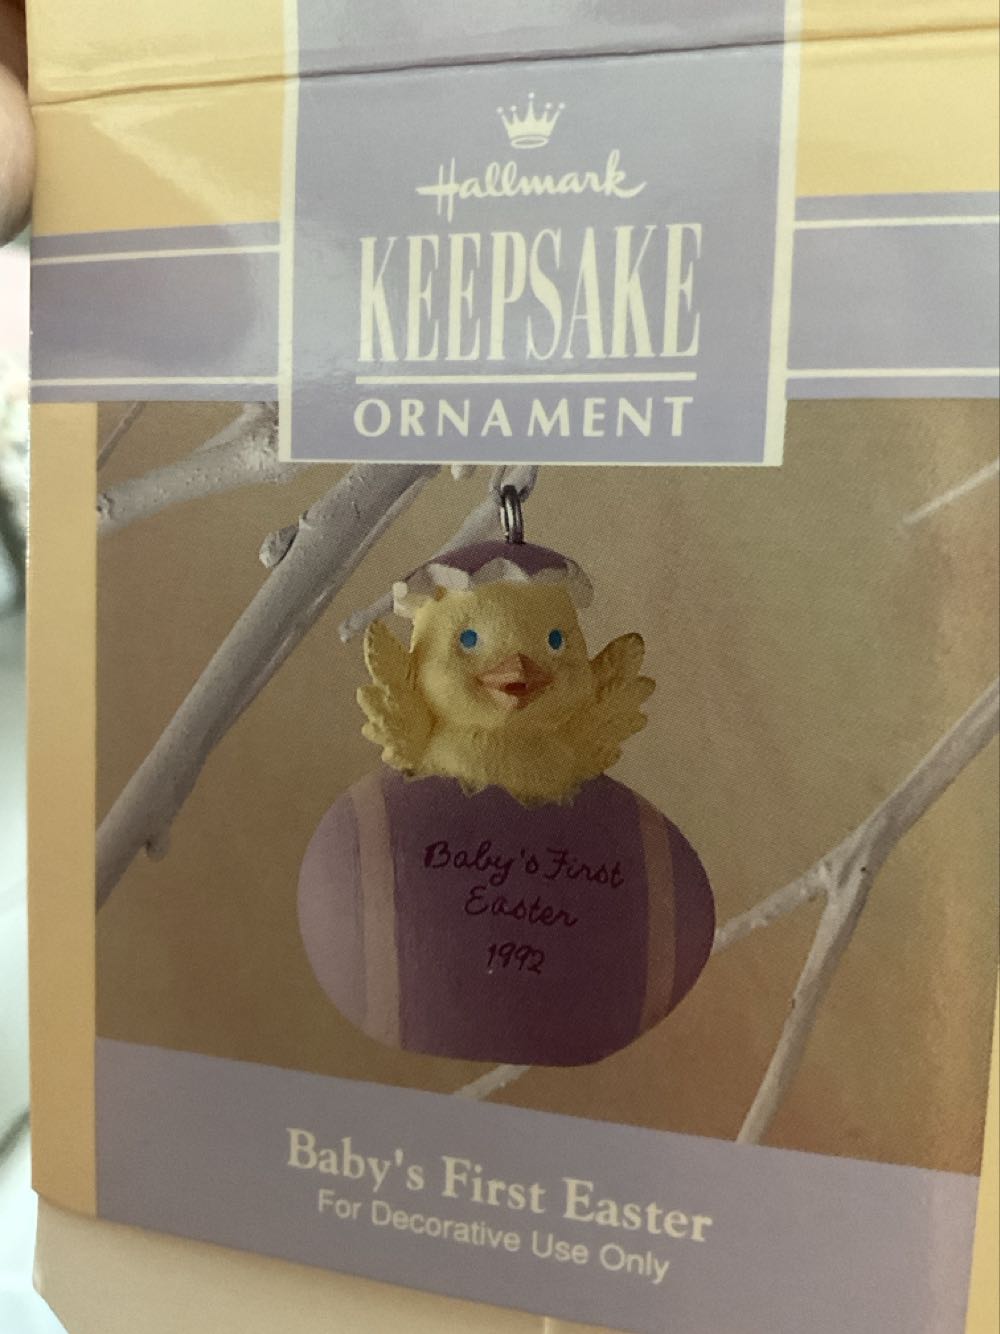 Hallmark
KEEPSAKE
ORNAMENT
Baby's First
Easter
1992
Baby's First Easter
For Decorative Use Only